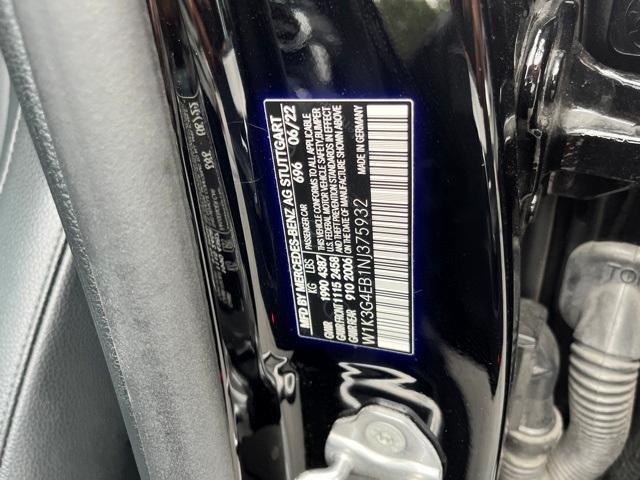 MFD BY MERCEDES-BENZ AG STUTTGART
PASSENGER CAR 696 06/22
KG LBS
GVWR 1990 4387
GAWR FRONT 1115 2458
GAWR REAR 910 2006
THIS VEHICLE CONFORMS TO ALL APPLICABLE
U.S. FEDERAL MOTOR VEHICLE SAFETY, BUMPER
AND THEFT PREVENTION STANDARDS IN EFFECT
ON THE DATE OF MANUFACTURE SHOWN ABOVE
W1K3G4EB1NJ375932
MADE IN GERMANY
TO